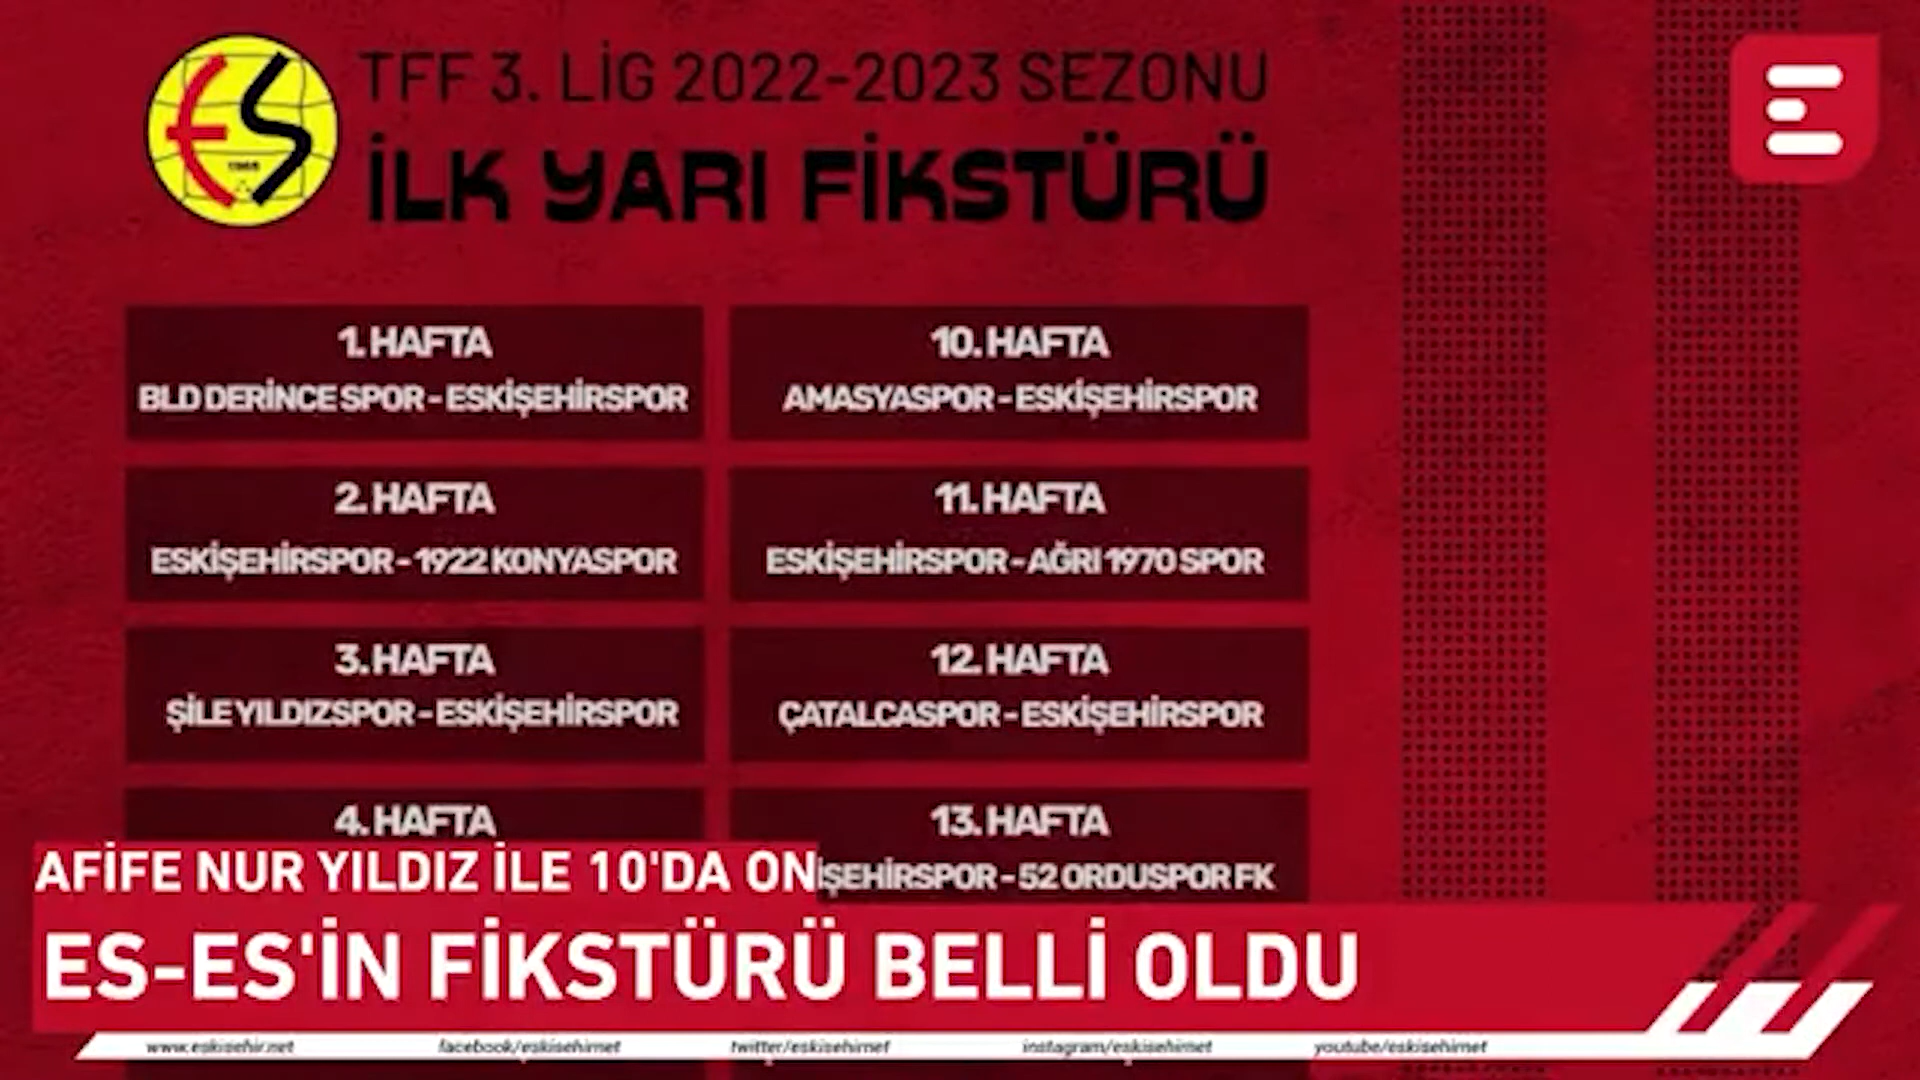 ES
1965
TFF 3. LİG 2022-2023 SEZONU
İLK YARI FİKSTÜRÜ
E
1. HAFTA
BLD DERİNCE SPOR - ESKİŞEHİRSPOR
2. HAFTA
ESKİŞEHİRSPOR - 1922 KONYASPOR
3. HAFTA
ŞİLE YILDIZSPOR - ESKİŞEHİRSPOR
4. HAFTA
10. HAFTA
AMASYASPOR - ESKİŞEHİRSPOR
11. HAFTA
ESKİŞEHİRSPOR - AĞRI 1970 SPOR
12. HAFTA
ÇATALCASPOR - ESKİŞEHİRSPOR
13. HAFTA
İŞEHİRSPOR - 52 ORDUSPOR FK
AFİFE NUR YILDIZ İLE 10'DA ON
ES-ES'İN FİKSTÜRÜ BELLİ OLDU
www.eskisehir.net facebook/eskisehirnet twitter/eskisehirnet instagram/eskisehirnet youtube/eskisehirnet